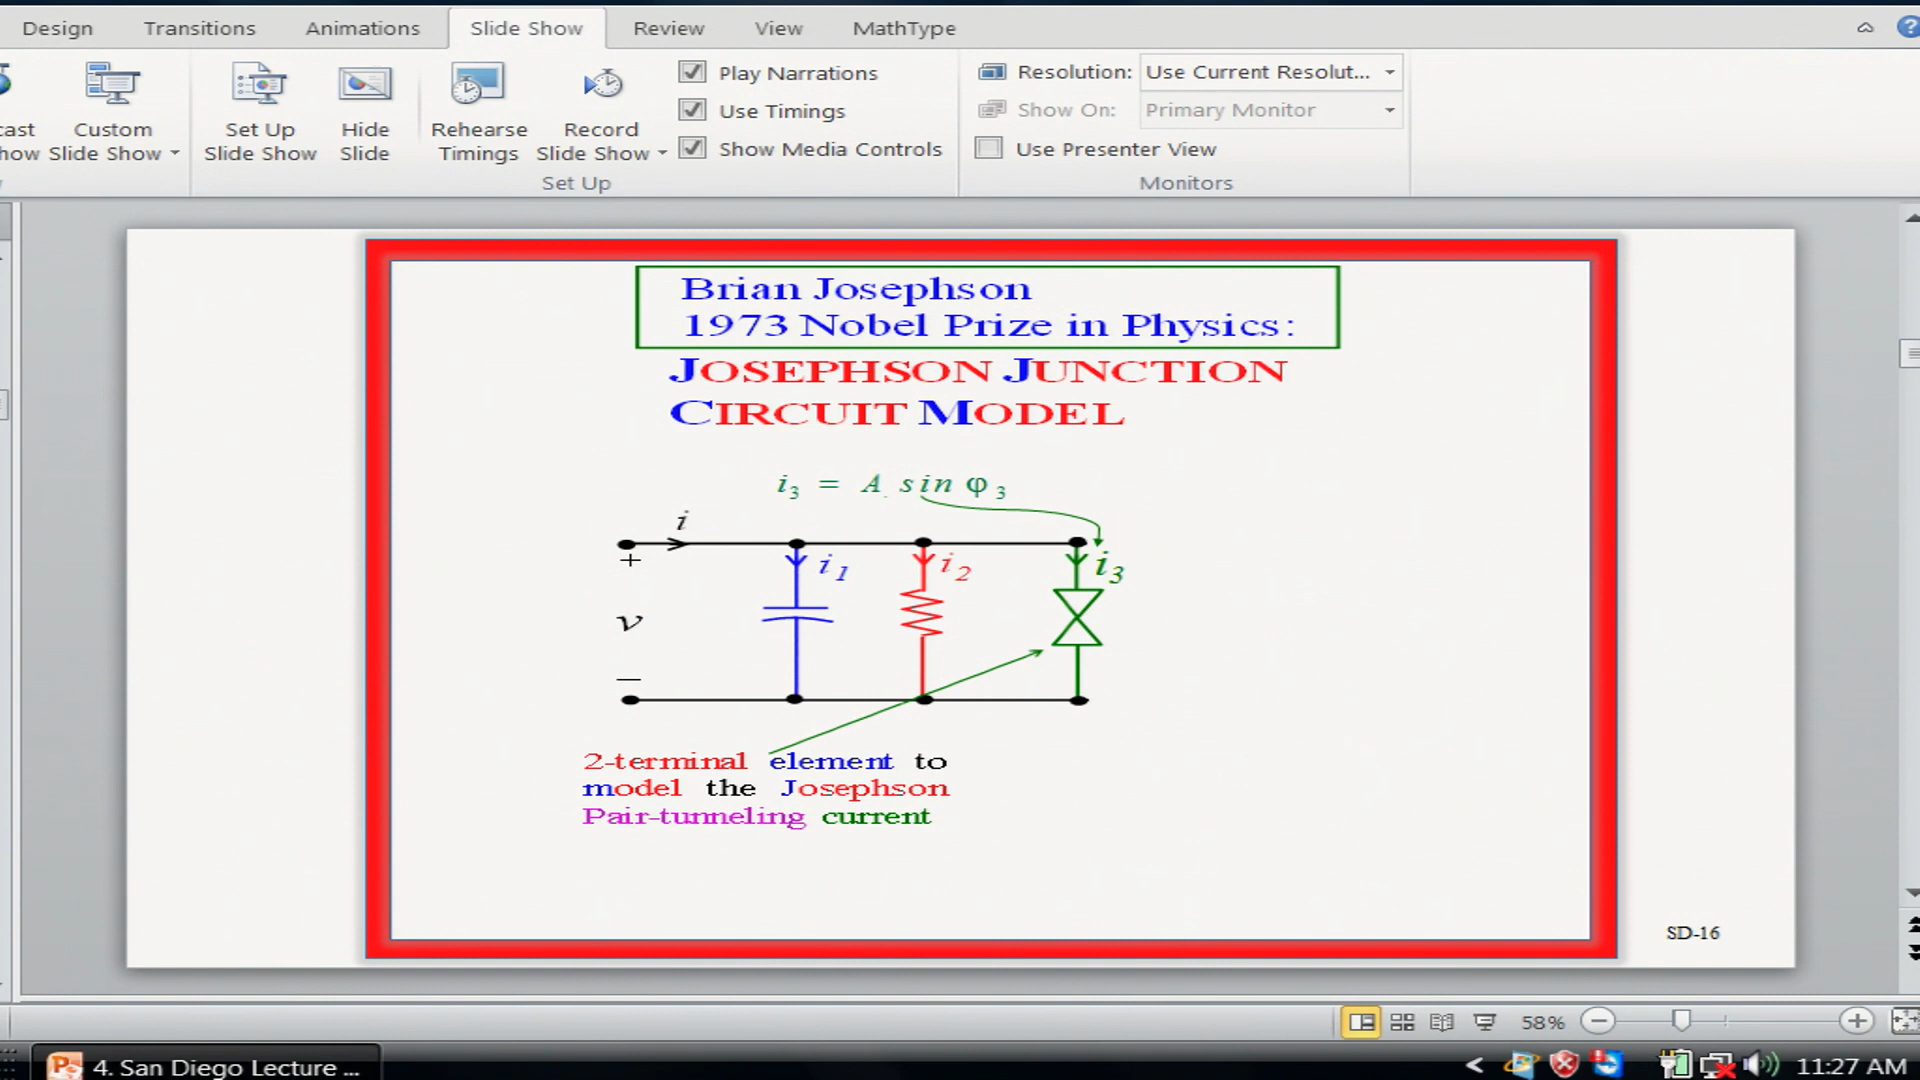 Design Transitions Animations Slide Show Review View MathType
Custom
Slide Show
Set Up
Slide Show
Hide
Slide
Rehearse
Timings
Record
Slide Show
Play Narrations
Use Timings
Show Media Controls
Set Up
Resolution: Use Current Resolut...
Show On: Primary Monitor
Use Presenter View
Monitors
Brian Josephson
1973 Nobel Prize in Physics:
JOSEPHSON JUNCTION
CIRCUIT MODEL
i₃ = A sin φ₃
i
+
v
−
i₁
i₂
i₃
2-terminal element to
model the Josephson
Pair-tunneling current
SD-16
58%
4. San Diego Lecture ...
11:27 AM